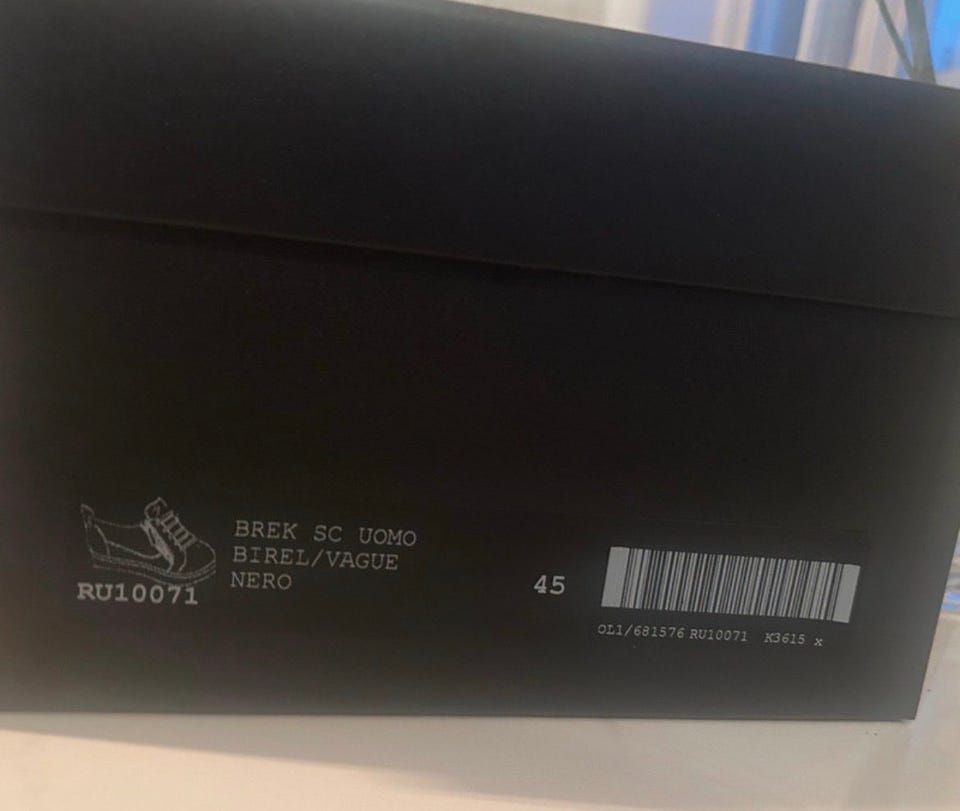 BREK SC UOMO
BIREL/VAGUE
NERO
RU10071
45
OL1/681576 RU10071 K3615 x